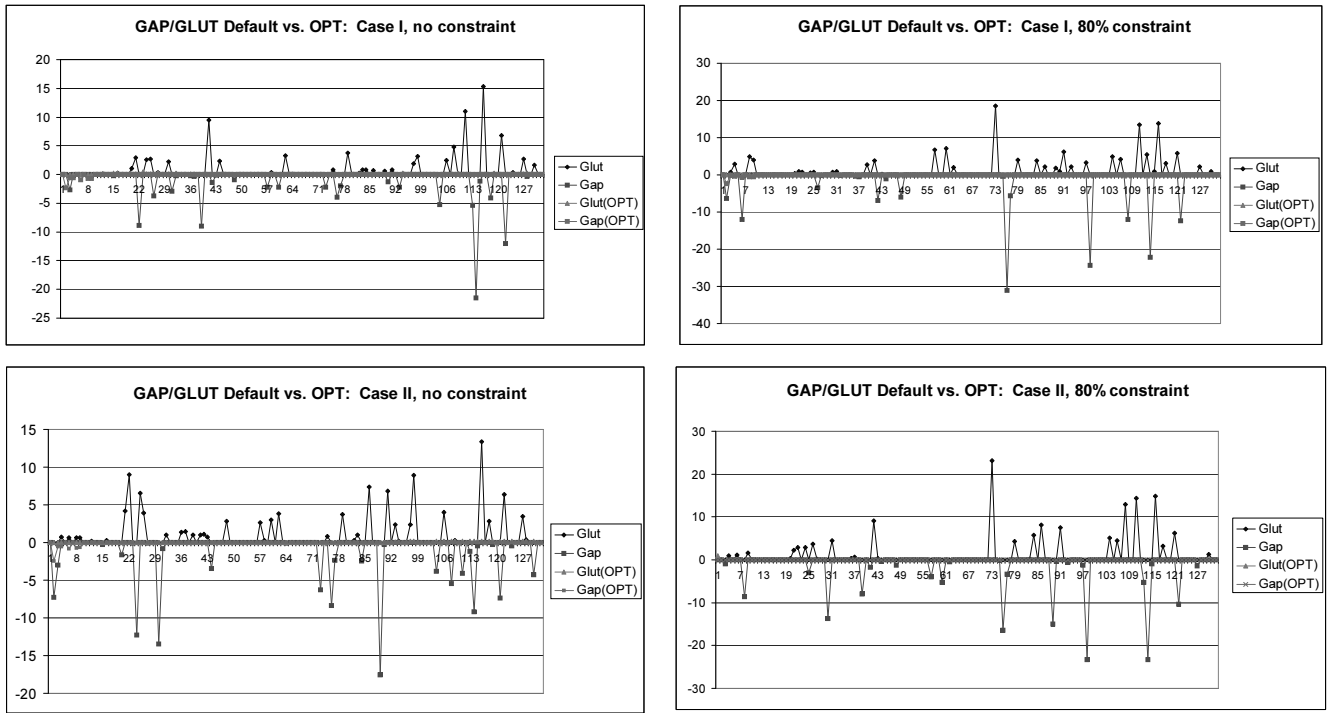 GAP/GLUT Default vs. OPT: Case I, no constraint
20
15
10
5
0
-5
-10
-15
-20
-25
1 8 15 22 29 36 43 50 57 64 71 78 85 92 99 106 113 120 127
Glut
Gap
Glut(OPT)
Gap(OPT)
GAP/GLUT Default vs. OPT: Case I, 80% constraint
30
20
10
0
-10
-20
-30
-40
1 7 13 19 25 31 37 43 49 55 61 67 73 79 85 91 97 103 109 115 121 127
Glut
Gap
Glut(OPT)
Gap(OPT)
GAP/GLUT Default vs. OPT: Case II, no constraint
15
10
5
0
-5
-10
-15
-20
1 8 15 22 29 36 43 50 57 64 71 78 85 92 99 106 113 120 127
Glut
Gap
Glut(OPT)
Gap(OPT)
GAP/GLUT Default vs. OPT: Case II, 80% constraint
30
20
10
0
-10
-20
-30
1 7 13 19 25 31 37 43 49 55 61 67 73 79 85 91 97 103 109 115 121 127
Glut
Gap
Glut(OPT)
Gap(OPT)